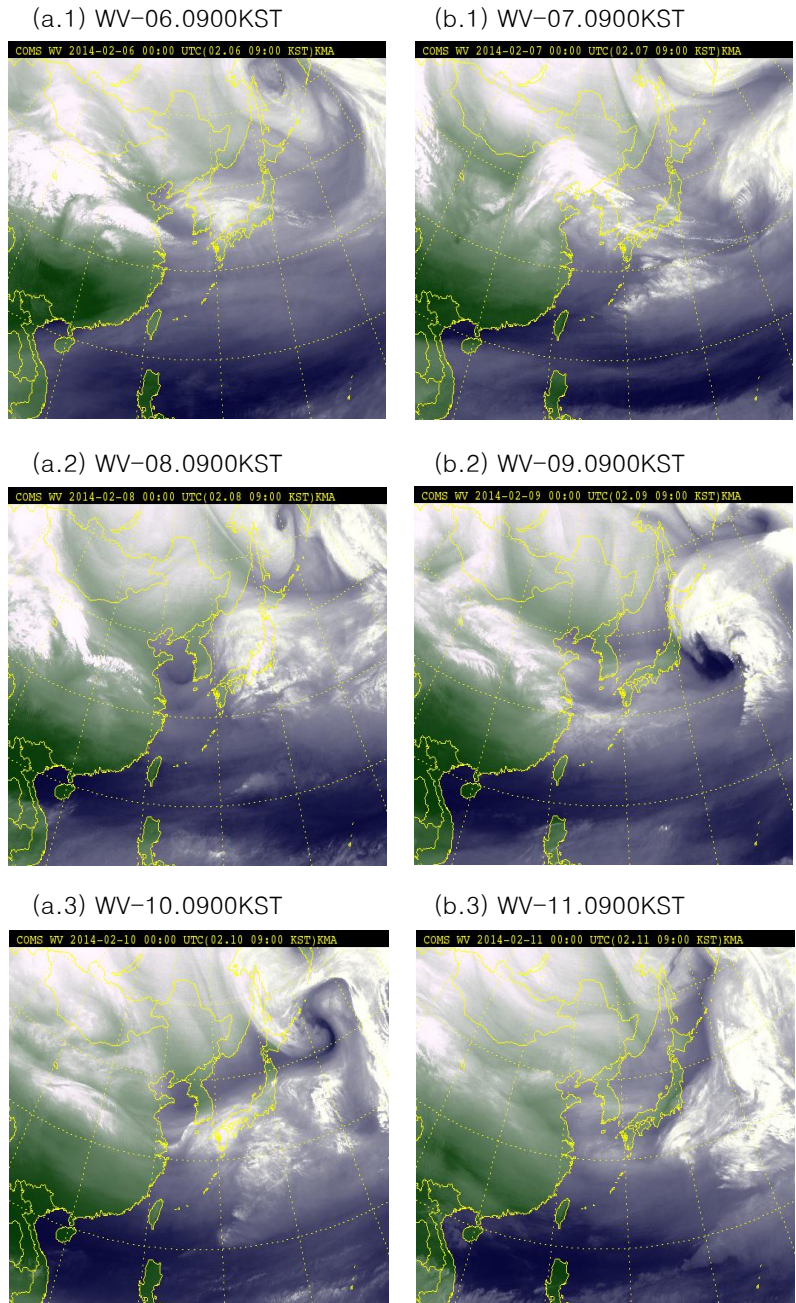 (a.1) WV-06.0900KST
(b.1) WV-07.0900KST
COMS WV 2014-02-06 00:00 UTC(02.06 09:00 KST)KMA
COMS WV 2014-02-07 00:00 UTC(02.07 09:00 KST)KMA
(a.2) WV-08.0900KST
(b.2) WV-09.0900KST
COMS WV 2014-02-08 00:00 UTC(02.08 09:00 KST)KMA
COMS WV 2014-02-09 00:00 UTC(02.09 09:00 KST)KMA
(a.3) WV-10.0900KST
(b.3) WV-11.0900KST
COMS WV 2014-02-10 00:00 UTC(02.10 09:00 KST)KMA
COMS WV 2014-02-11 00:00 UTC(02.11 09:00 KST)KMA